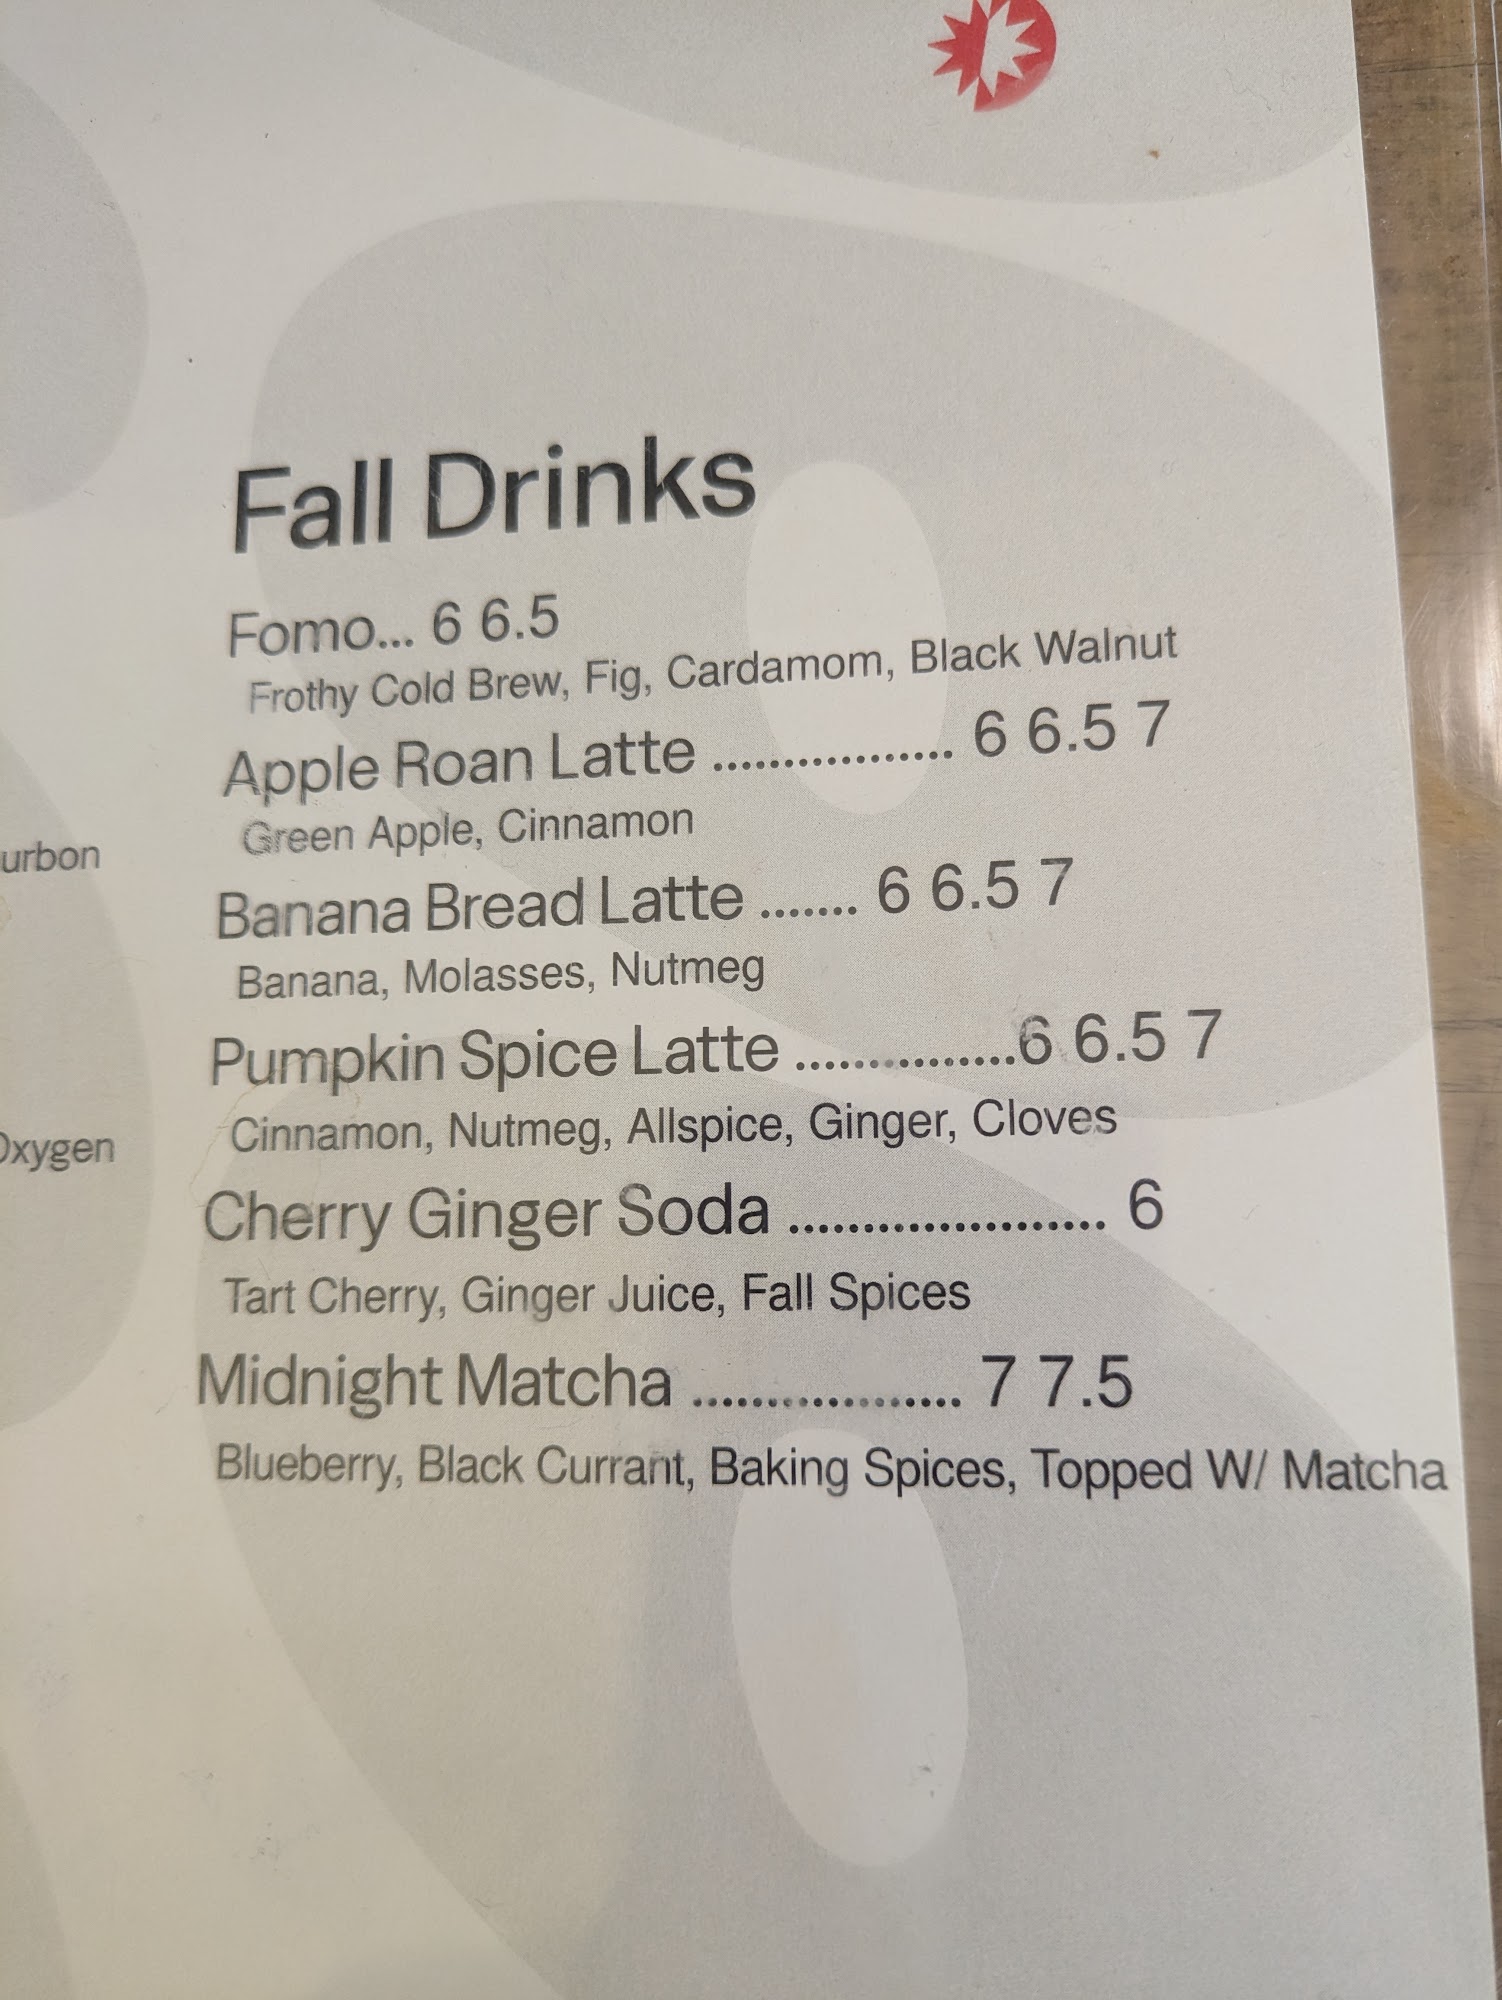 Fall Drinks
Fomo... 6 6.5
Frothy Cold Brew, Fig, Cardamom, Black Walnut
Apple Roan Latte ................. 6 6.5 7
Green Apple, Cinnamon
Banana Bread Latte ....... 6 6.5 7
Banana, Molasses, Nutmeg
Pumpkin Spice Latte ...............6 6.5 7
Cinnamon, Nutmeg, Allspice, Ginger, Cloves
Cherry Ginger Soda ...................... 6
Tart Cherry, Ginger Juice, Fall Spices
Midnight Matcha ................... 7 7.5
Blueberry, Black Currant, Baking Spices, Topped W/ Matcha
urbon
Oxygen